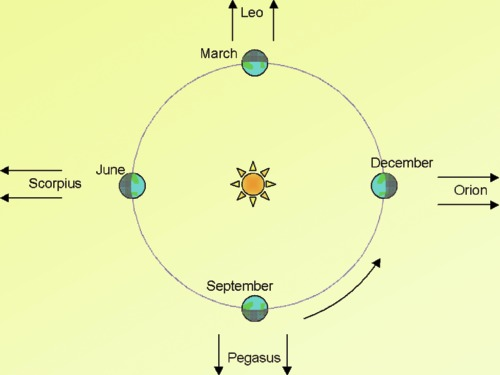 Leo
March
June
December
Scorpius
Orion
September
Pegasus